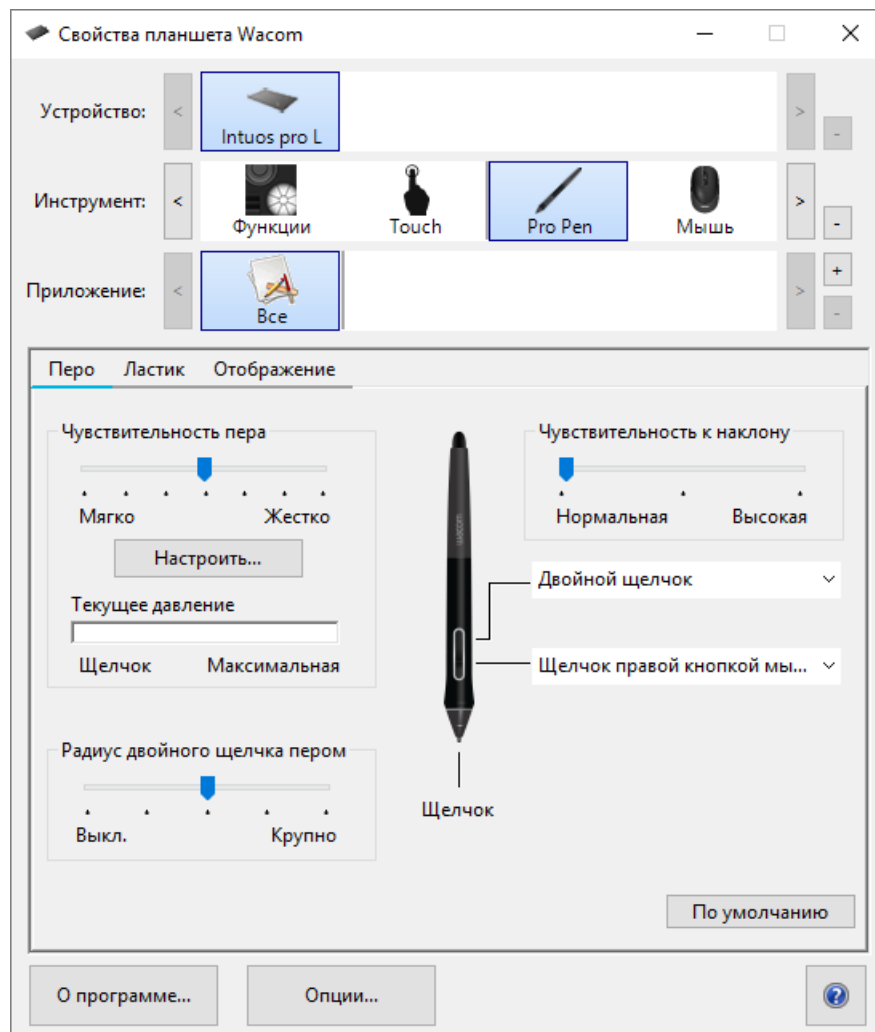 Свойства планшета Wacom
Устройство:
<
Intuos pro L
>
-
Инструмент:
<
Функции
Touch
Pro Pen
Мышь
>
-
Приложение:
<
Все
>
+
-
Перо Ластик Отображение
Чувствительность пера
Мягко Жестко
Настроить...
Текущее давление
Щелчок Максимальная
Радиус двойного щелчка пером
Выкл. Крупно
wacom
Щелчок
Чувствительность к наклону
Нормальная Высокая
Двойной щелчок
Щелчок правой кнопкой мы...
По умолчанию
О программе... Опции...
?